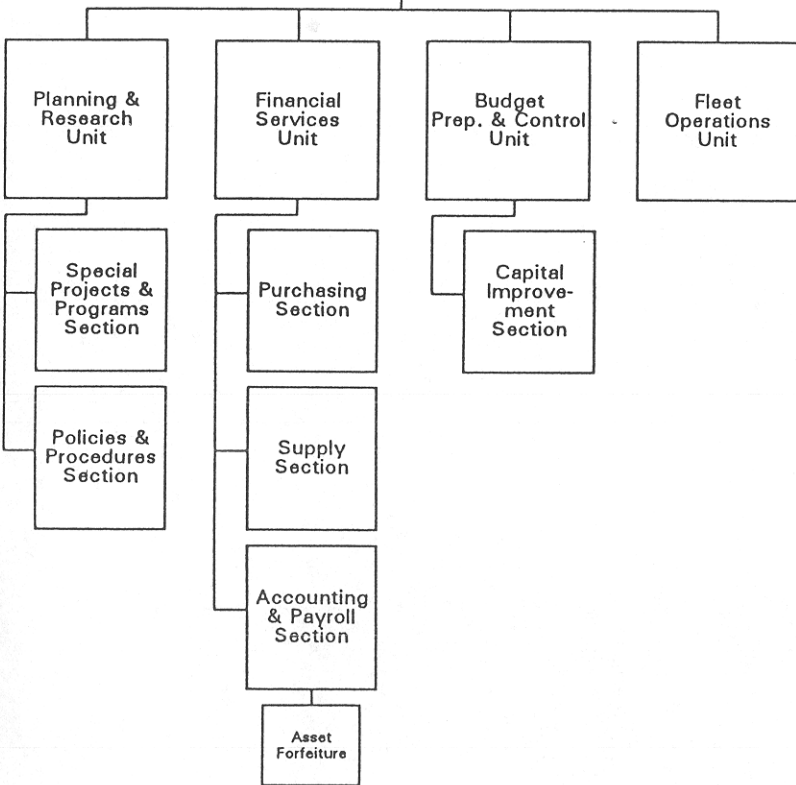 Planning &
Research
Unit
Financial
Services
Unit
Budget
Prep. & Control
Unit
Fleet
Operations
Unit
Special
Projects &
Programs
Section
Policies &
Procedures
Section
Purchasing
Section
Supply
Section
Accounting
& Payroll
Section
Asset
Forfeiture
Capital
Improve-
ment
Section